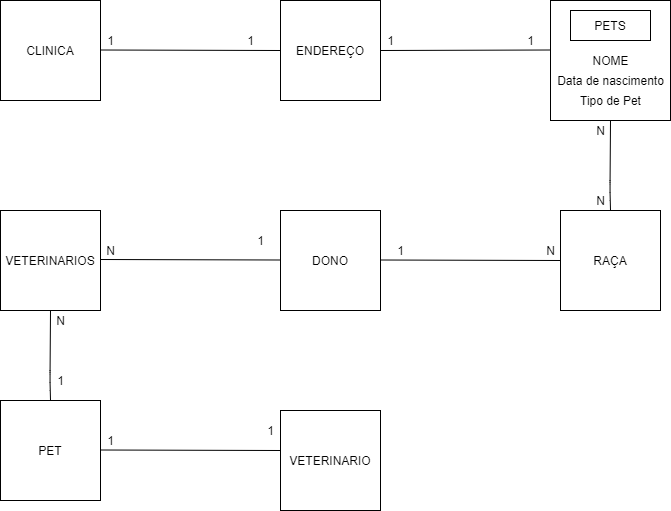 PETS
CLINICA 1 1 ENDEREÇO 1 1
NOME
Data de nascimento
Tipo de Pet
N
N
VETERINARIOS N 1 DONO 1 N RAÇA
N
1
PET 1 1 VETERINARIO